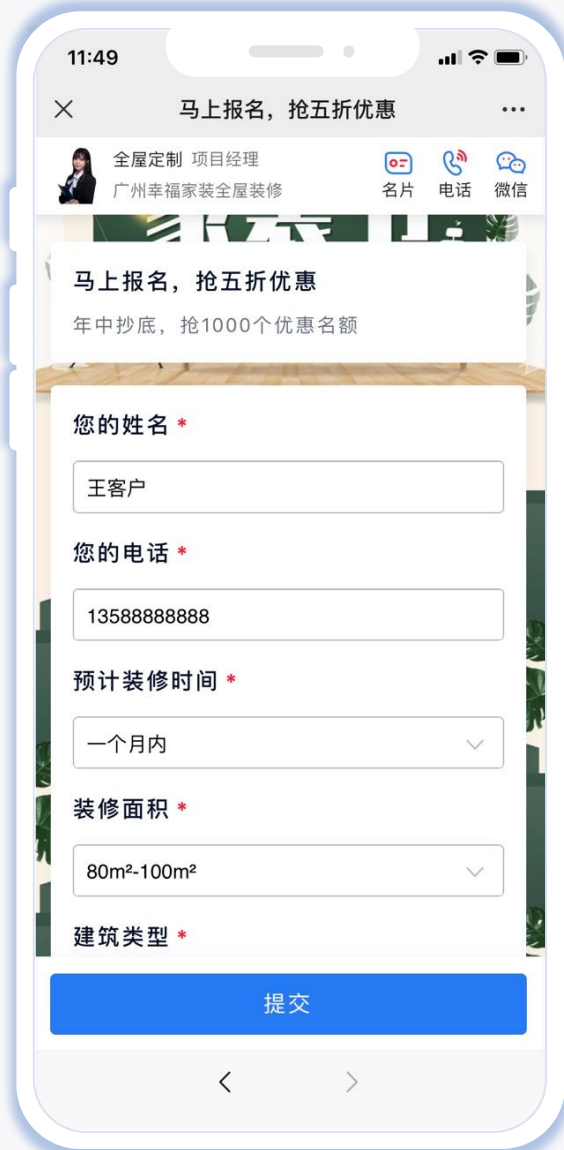 11:49
马上报名，抢五折优惠
全屋定制 项目经理
广州幸福家装全屋装修
名片 电话 微信
马上报名，抢五折优惠
年中抄底，抢1000个优惠名额
您的姓名 *
王客户
您的电话 *
13588888888
预计装修时间 *
一个月内
装修面积 *
80m²-100m²
建筑类型 *
提交